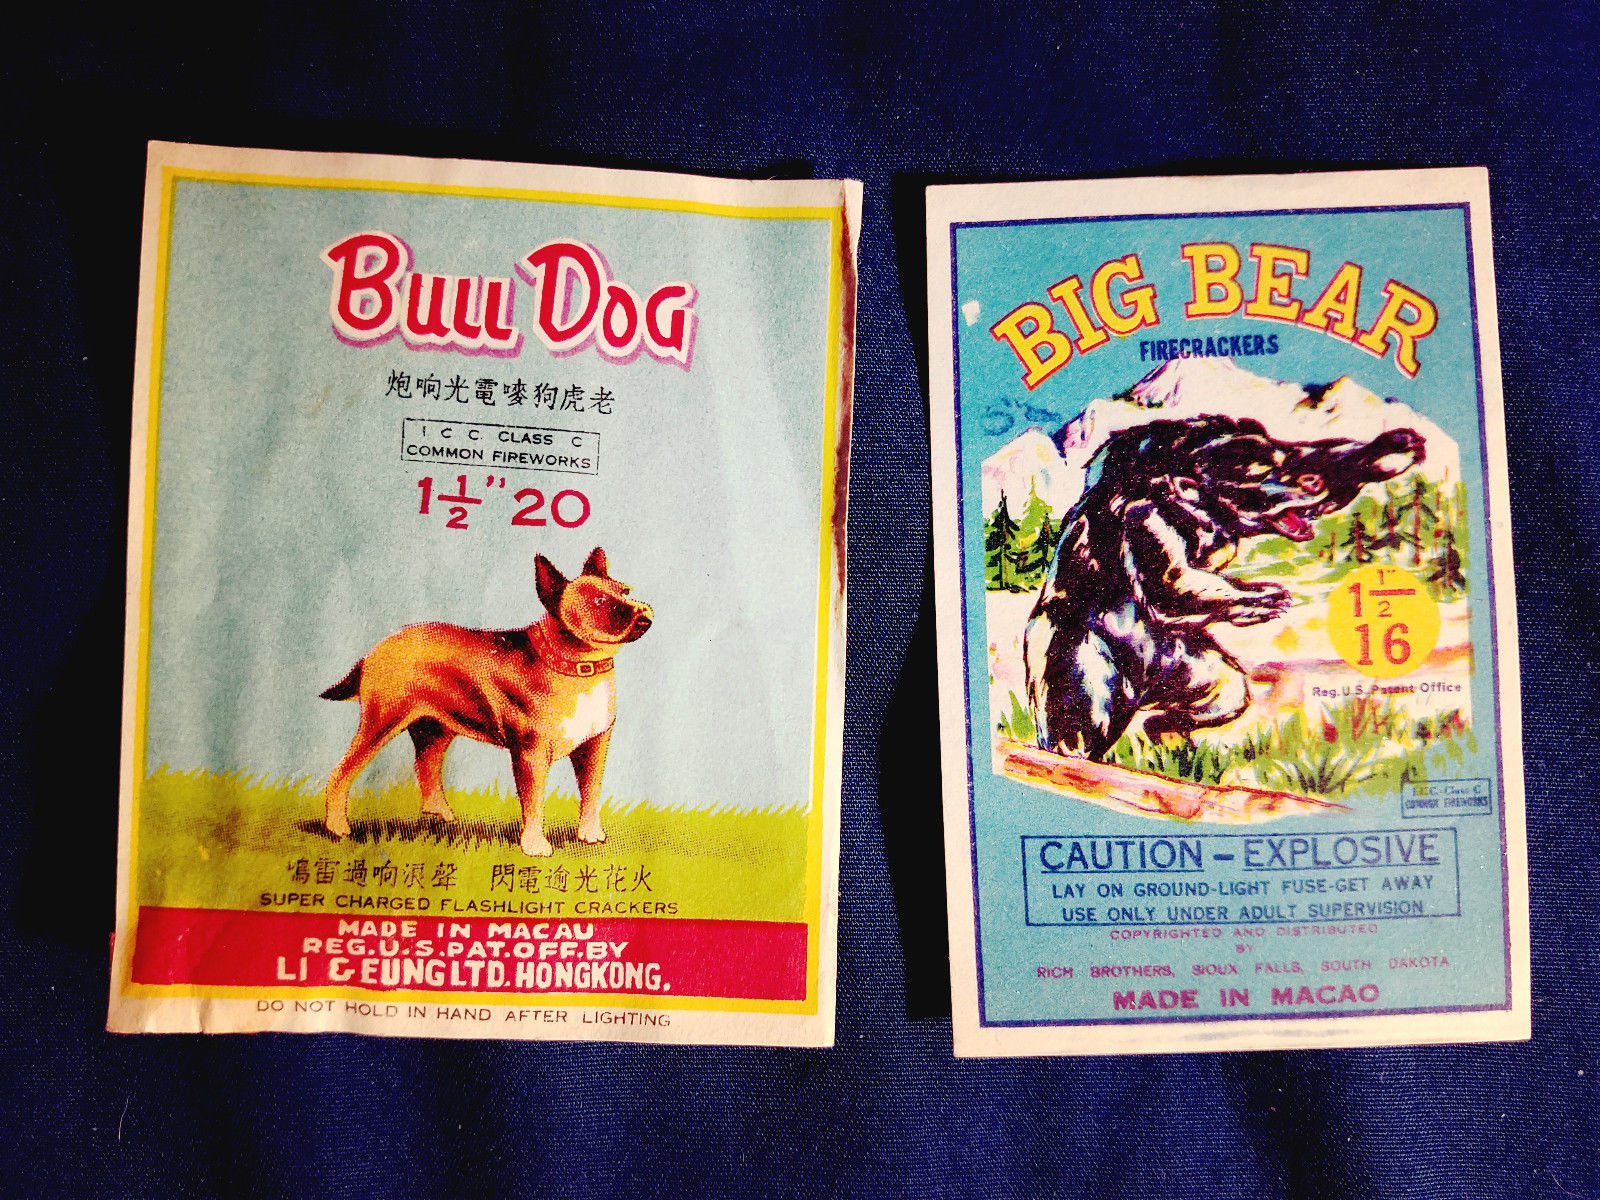 BULL DOG
炮响光電嘜狗虎老
I C C. CLASS C
COMMON FIREWORKS
1 1/2" 20
鳴雷過响浪聲 閃電逾光花火
SUPER CHARGED FLASHLIGHT CRACKERS
MADE IN MACAU
REG.U.S.PAT.OFF.BY
LI & EUNG LTD. HONGKONG.
DO NOT HOLD IN HAND AFTER LIGHTING
BIG BEAR
FIRECRACKERS
1 1/2"
16
Reg.U.S.Patent Office
I.C.C.-Class C
COMMON FIREWORKS
CAUTION – EXPLOSIVE
LAY ON GROUND-LIGHT FUSE-GET AWAY
USE ONLY UNDER ADULT SUPERVISION
COPYRIGHTED AND DISTRIBUTED
BY
RICH BROTHERS, SIOUX FALLS, SOUTH DAKOTA
MADE IN MACAO